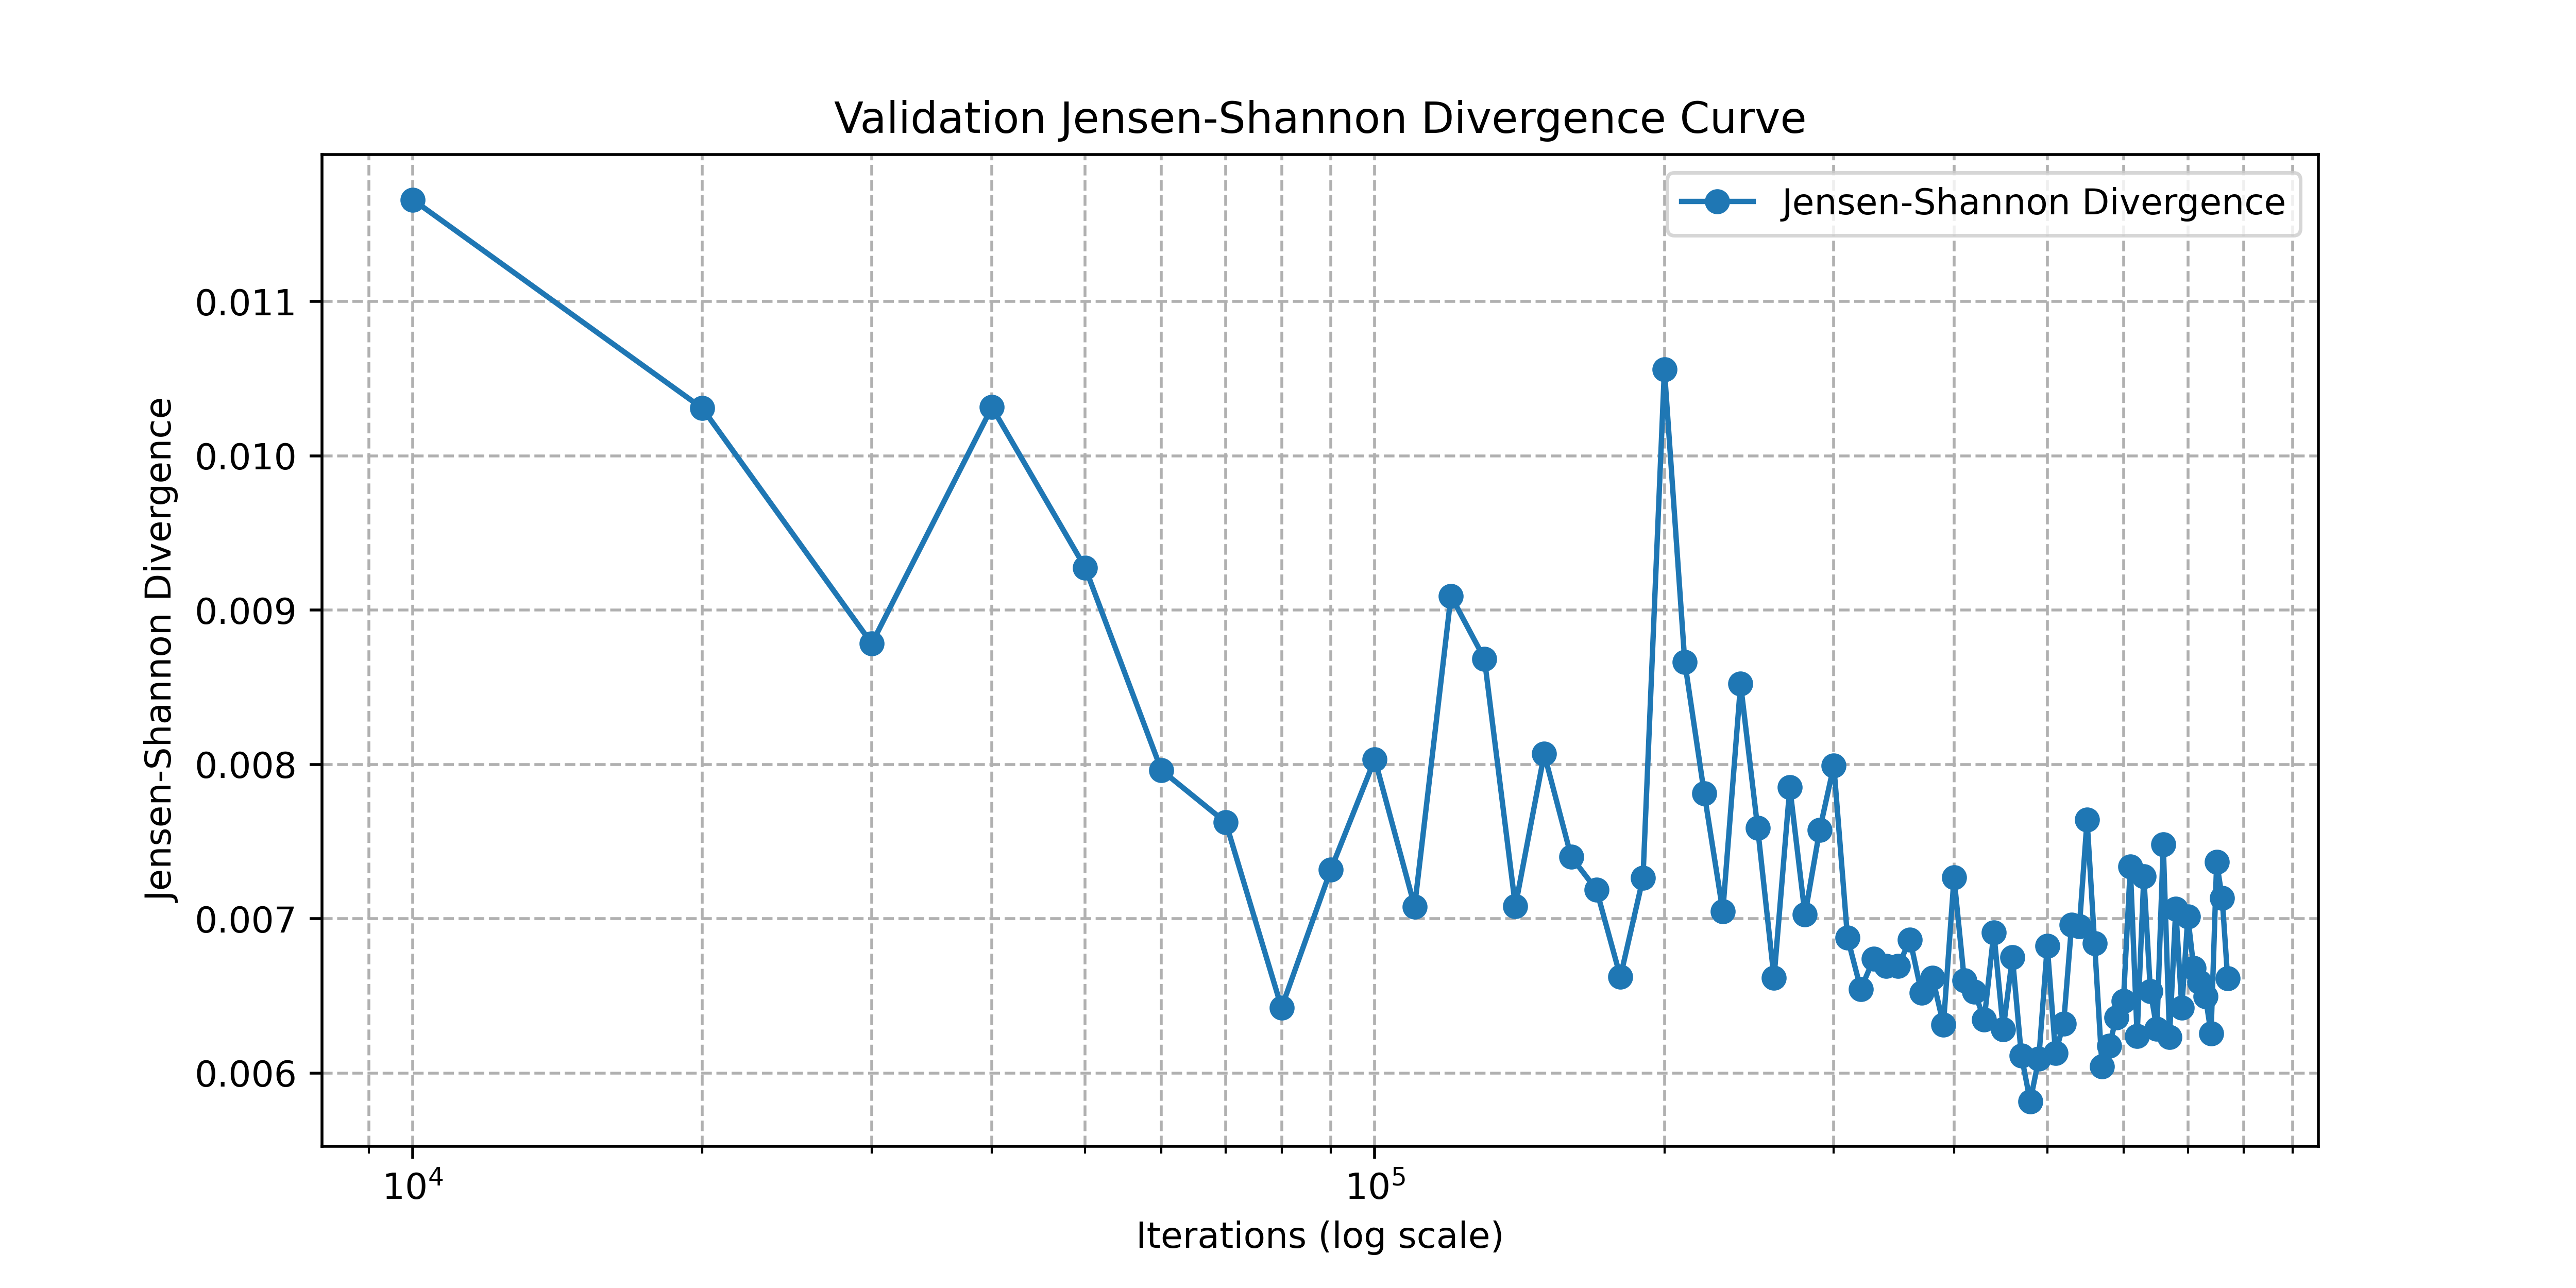 Validation Jensen-Shannon Divergence Curve
Jensen-Shannon Divergence
Jensen-Shannon Divergence
0.011
0.010
0.009
0.008
0.007
0.006
10⁴
10⁵
Iterations (log scale)